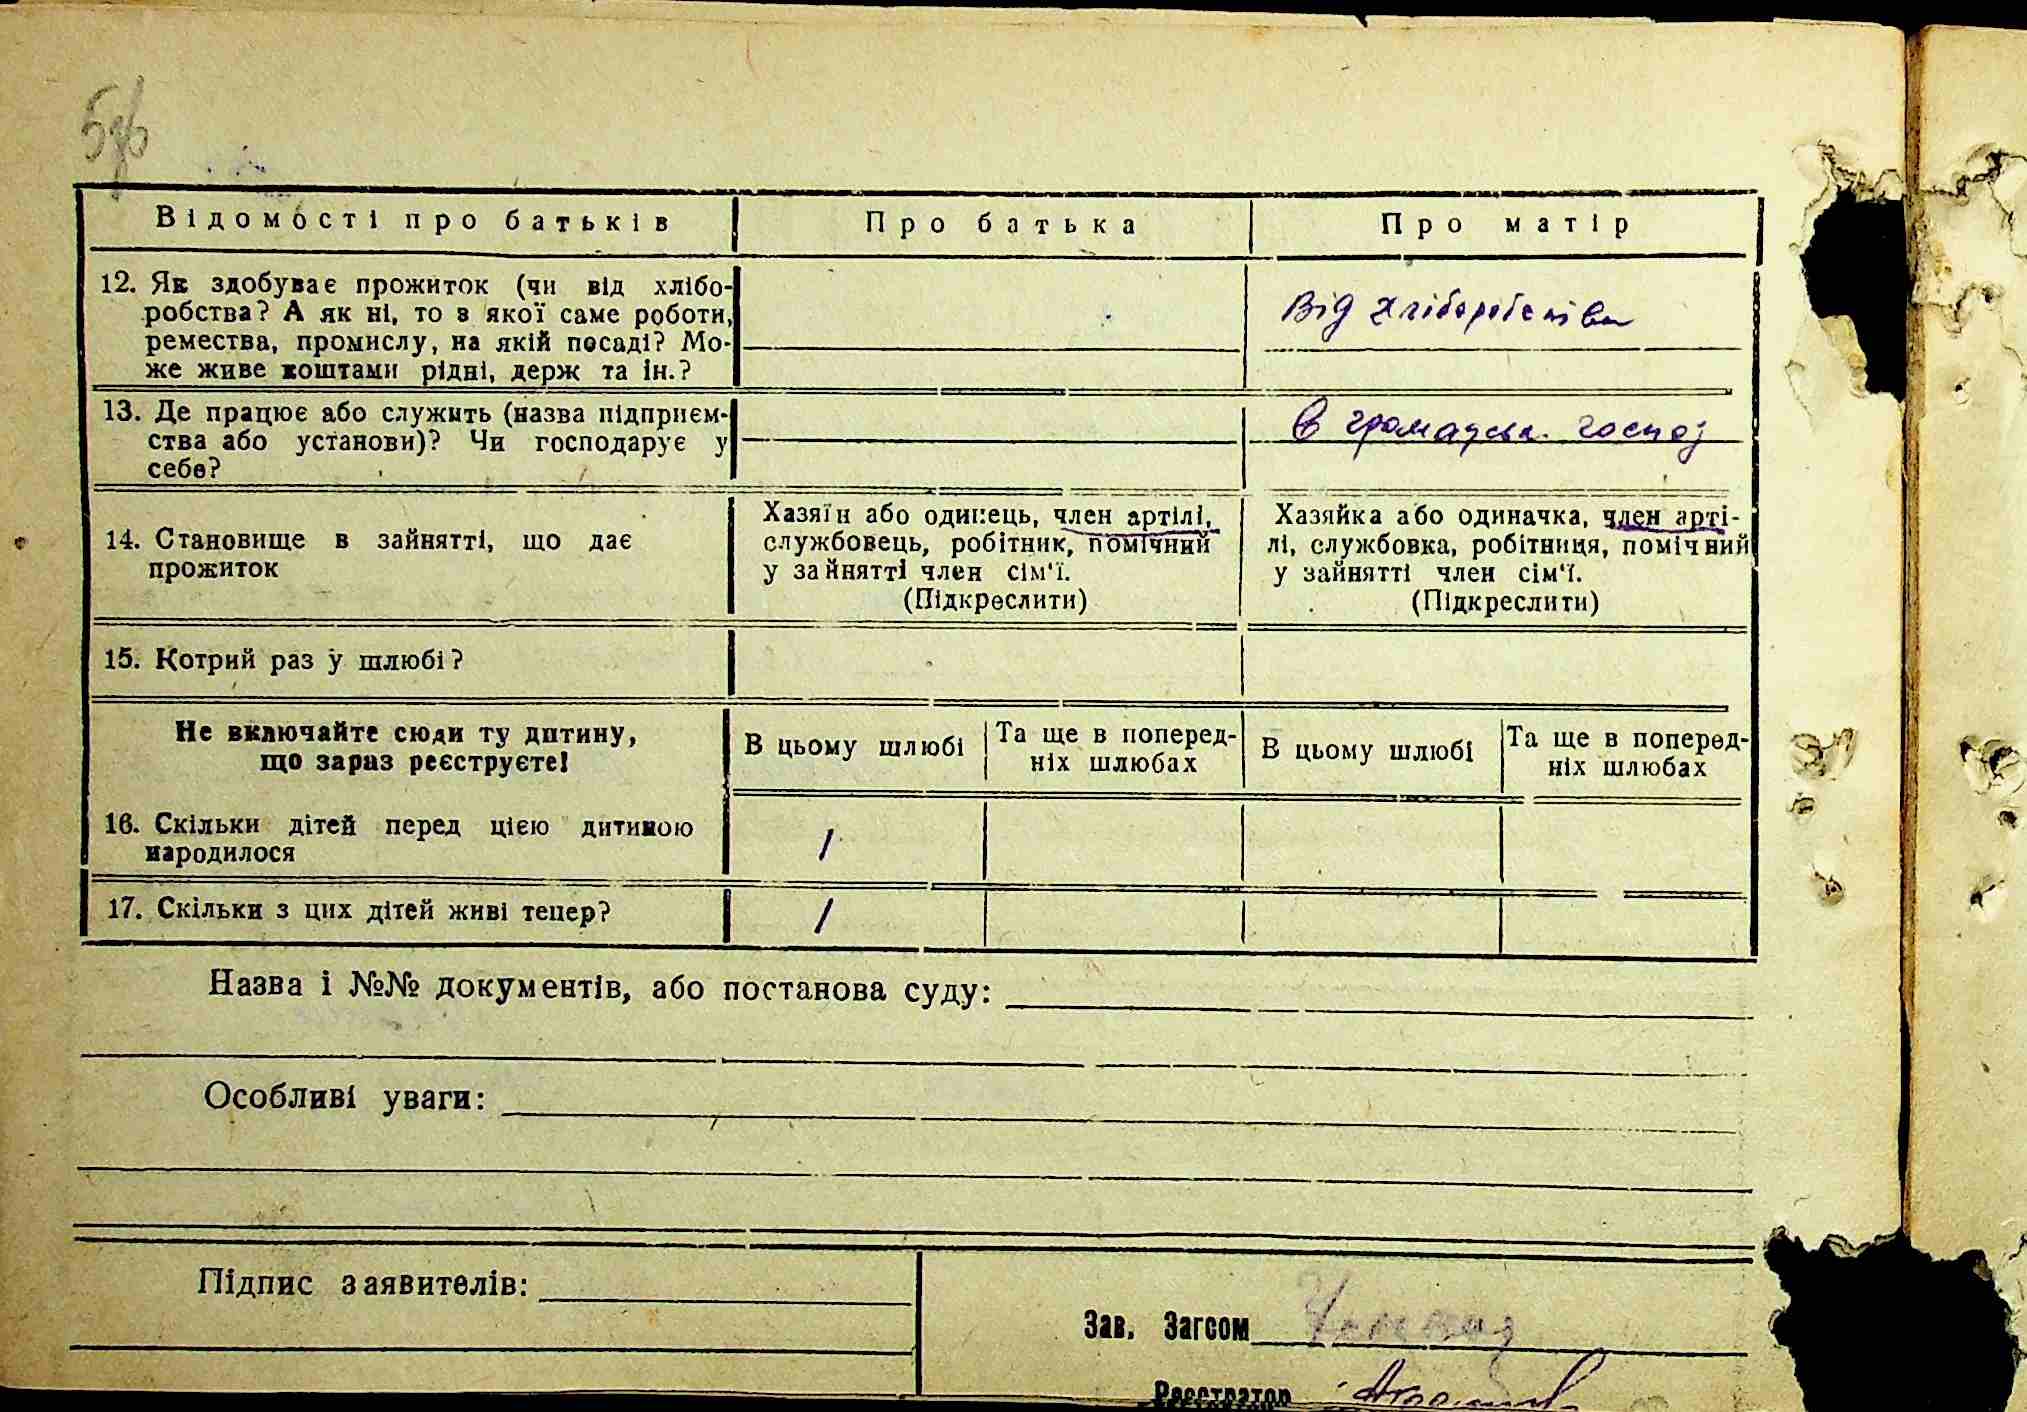 Відомості про батьків Про батька Про матір
12. Як здобуває прожиток (чи від хлібо-
робства? А як ні, то з якої саме роботи,
ремества, промислу, на якій посаді? Мо-
же живе коштами рідні, держ та ін.?
Від хліборобства
13. Де працює або служить (назва підприєм-
ства або установи)? Чи господарує у
себе?
в громадськ. господ
14. Становище в зайнятті, що дає
прожиток
Хазяїн або одинець, член артілі,
службовець, робітник, помічний
у зайнятті член сім'ї.
(Підкреслити)
Хазяйка або одиначка, член арті-
лі, службовка, робітниця, помічний
у зайнятті член сім'ї.
(Підкреслити)
15. Котрий раз у шлюбі?
Не включайте сюди ту дитину,
що зараз реєструєте!
В цьому шлюбі
Та ще в поперед-
ніх шлюбах
В цьому шлюбі
Та ще в поперед-
ніх шлюбах
16. Скільки дітей перед цією дитиною
народилося
1
17. Скільки з цих дітей живі тепер? 1
Назва і №№ документів, або постанова суду:
Особливі уваги:
Підпис заявителів:
Зав. Загсом
Реєстратор